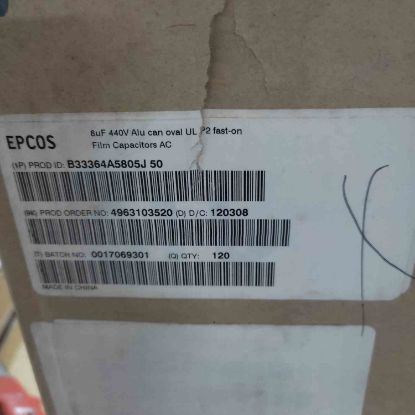 EPCOS
8uF 440V Alu can oval UL P2 fast-on
Film Capacitors AC
(1P) PROD ID: B33364A5805J 50
(9K) PROD ORDER NO: 4963103520 (D) D/C: 120308
(T) BATCH NO: 0017069301 (Q) QTY: 120
MADE IN CHINA